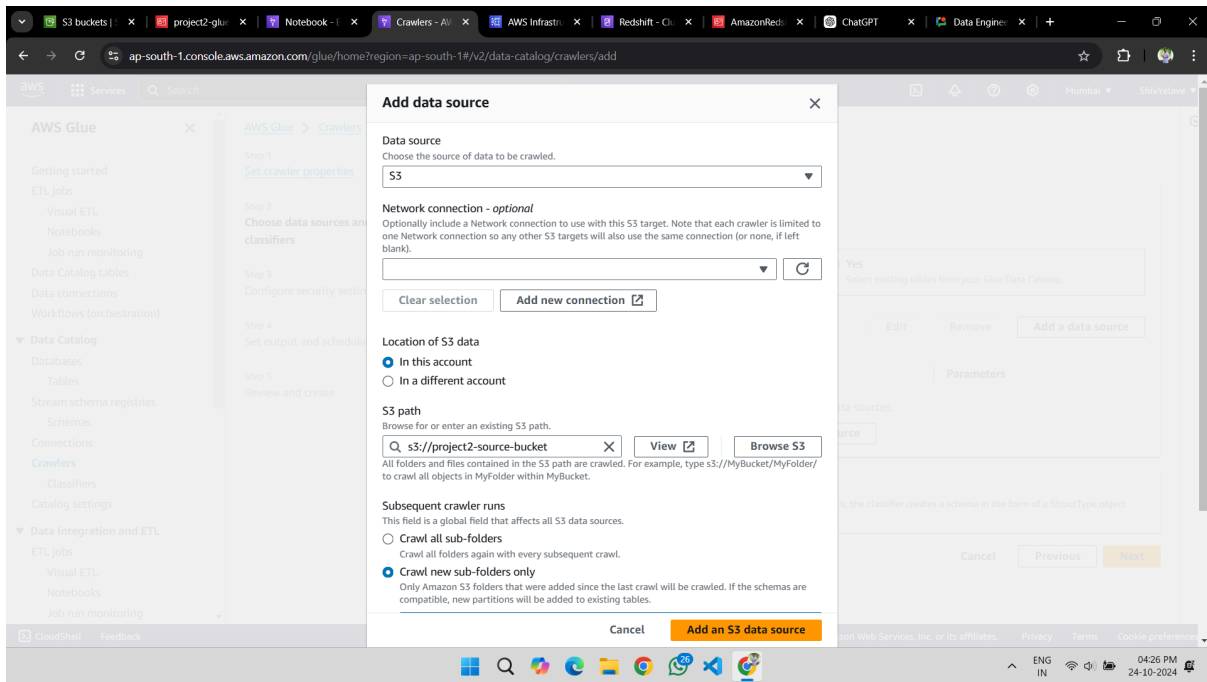 S3 buckets | S
project2-glue
Notebook - E
Crawlers - AW
AWS Infrastru
Redshift - Clu
AmazonReds
ChatGPT
Data Enginee
ap-south-1.console.aws.amazon.com/glue/home?region=ap-south-1#/v2/data-catalog/crawlers/add
aws
Services
Search
Mumbai
ShivYelave
AWS Glue
Getting started
ETL jobs
Visual ETL
Notebooks
Job run monitoring
Data Catalog tables
Data connections
Workflows (orchestration)
Data Catalog
Databases
Tables
Stream schema registries
Schemas
Connections
Crawlers
Classifiers
Catalog settings
Data Integration and ETL
ETL jobs
Visual ETL
Notebooks
Job run monitoring
AWS Glue > Crawlers
Step 1
Set crawler properties
Step 2
Choose data sources and
classifiers
Step 3
Configure security settin
Step 4
Set output and scheduli
Step 5
Review and create
Add data source
Data source
Choose the source of data to be crawled.
S3
Network connection - optional
Optionally include a Network connection to use with this S3 target. Note that each crawler is limited to
one Network connection so any other S3 targets will also use the same connection (or none, if left
blank).
Clear selection
Add new connection
Location of S3 data
In this account
In a different account
S3 path
Browse for or enter an existing S3 path.
s3://project2-source-bucket
View
Browse S3
All folders and files contained in the S3 path are crawled. For example, type s3://MyBucket/MyFolder/
to crawl all objects in MyFolder within MyBucket.
Subsequent crawler runs
This field is a global field that affects all S3 data sources.
Crawl all sub-folders
Crawl all folders again with every subsequent crawl.
Crawl new sub-folders only
Only Amazon S3 folders that were added since the last crawl will be crawled. If the schemas are
compatible, new partitions will be added to existing tables.
Cancel
Add an S3 data source
Yes
Select existing tables from your Glue Data Catalog.
Edit
Remove
Add a data source
Parameters
ta sources.
urce
s, the classifier creates a schema in the form of a StructType object
Cancel
Previous
Next
CloudShell
Feedback
zon Web Services, Inc. or its affiliates.
Privacy
Terms
Cookie preferences
26
ENG
IN
04:26 PM
24-10-2024